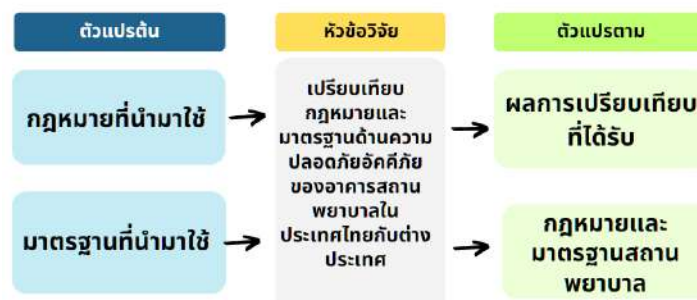 ตัวแปรต้น
กฎหมายที่นำมาใช้
มาตรฐานที่นำมาใช้
หัวข้อวิจัย
เปรียบเทียบ
กฎหมายและ
มาตรฐานด้านความ
ปลอดภัยอัคคีภัย
ของอาคารสถาน
พยาบาลใน
ประเทศไทยกับต่าง
ประเทศ
ตัวแปรตาม
ผลการเปรียบเทียบ
ที่ได้รับ
กฎหมายและ
มาตรฐานสถาน
พยาบาล